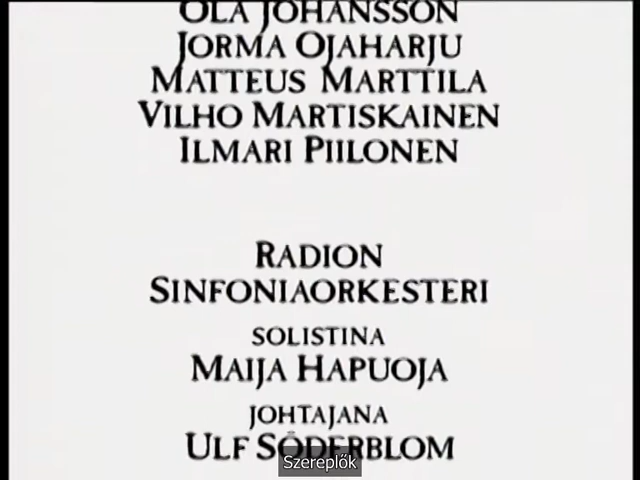 OLA JOHANSSON
JORMA OJAHARJU
MATTEUS MARTTILA
VILHO MARTISKAINEN
ILMARI PIILONEN
RADION
SINFONIAORKESTERI
SOLISTINA
MAIJA HAPUOJA
JOHTAJANA
ULF SÖDERBLOM
Szereplők